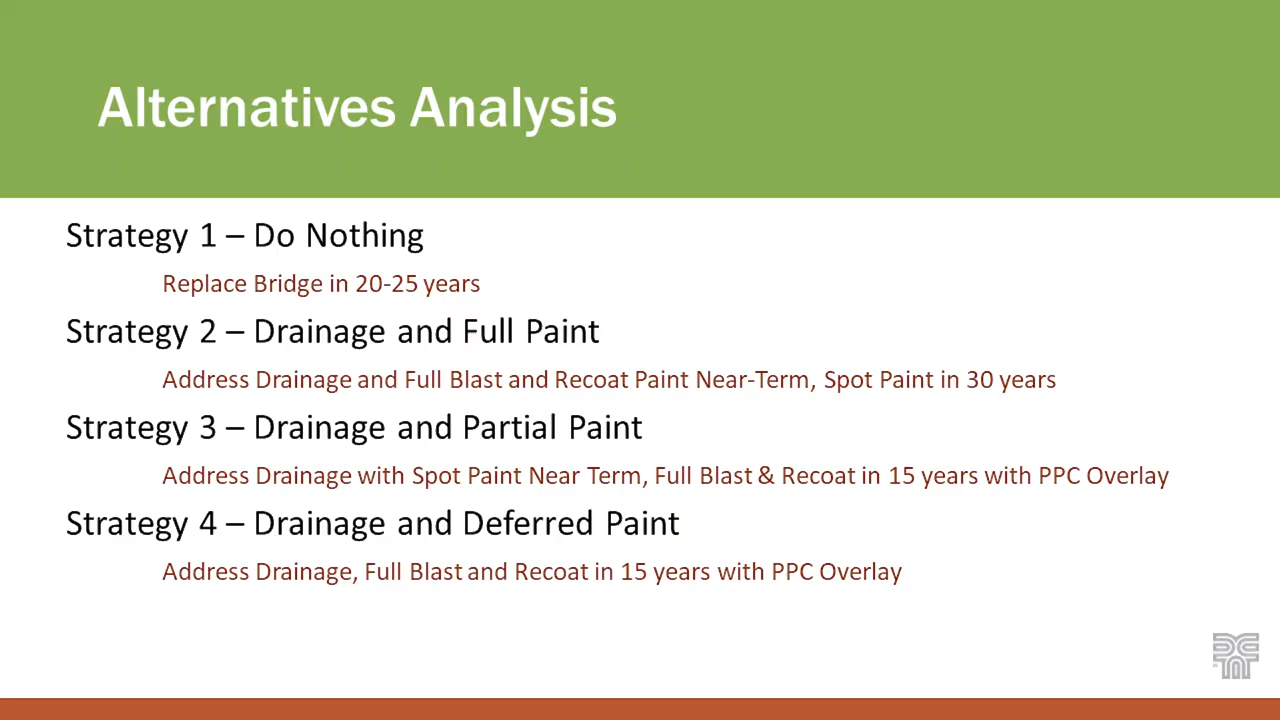 Alternatives Analysis
Strategy 1 – Do Nothing
Replace Bridge in 20-25 years
Strategy 2 – Drainage and Full Paint
Address Drainage and Full Blast and Recoat Paint Near-Term, Spot Paint in 30 years
Strategy 3 – Drainage and Partial Paint
Address Drainage with Spot Paint Near Term, Full Blast & Recoat in 15 years with PPC Overlay
Strategy 4 – Drainage and Deferred Paint
Address Drainage, Full Blast and Recoat in 15 years with PPC Overlay